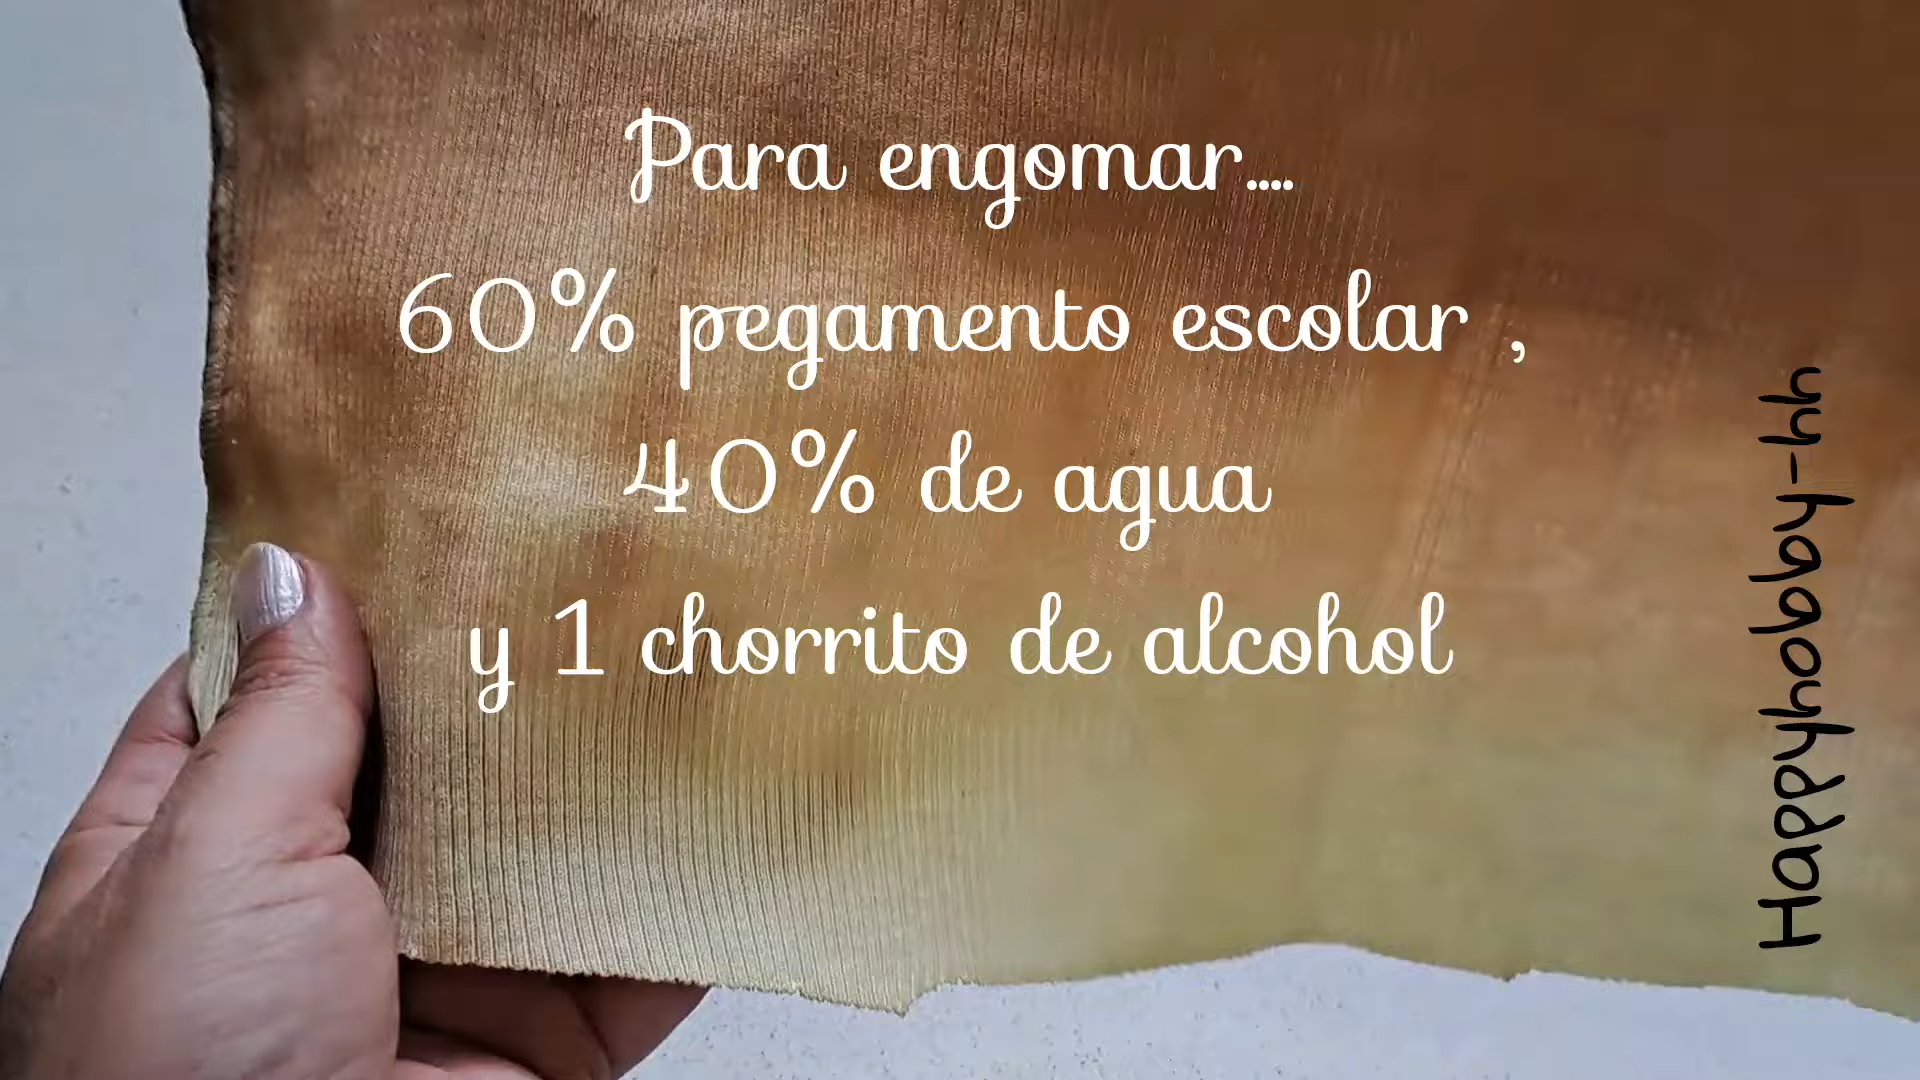 Para engomar....
60% pegamento escolar ,
40% de agua
y 1 chorrito de alcohol
Happyhobby-hh